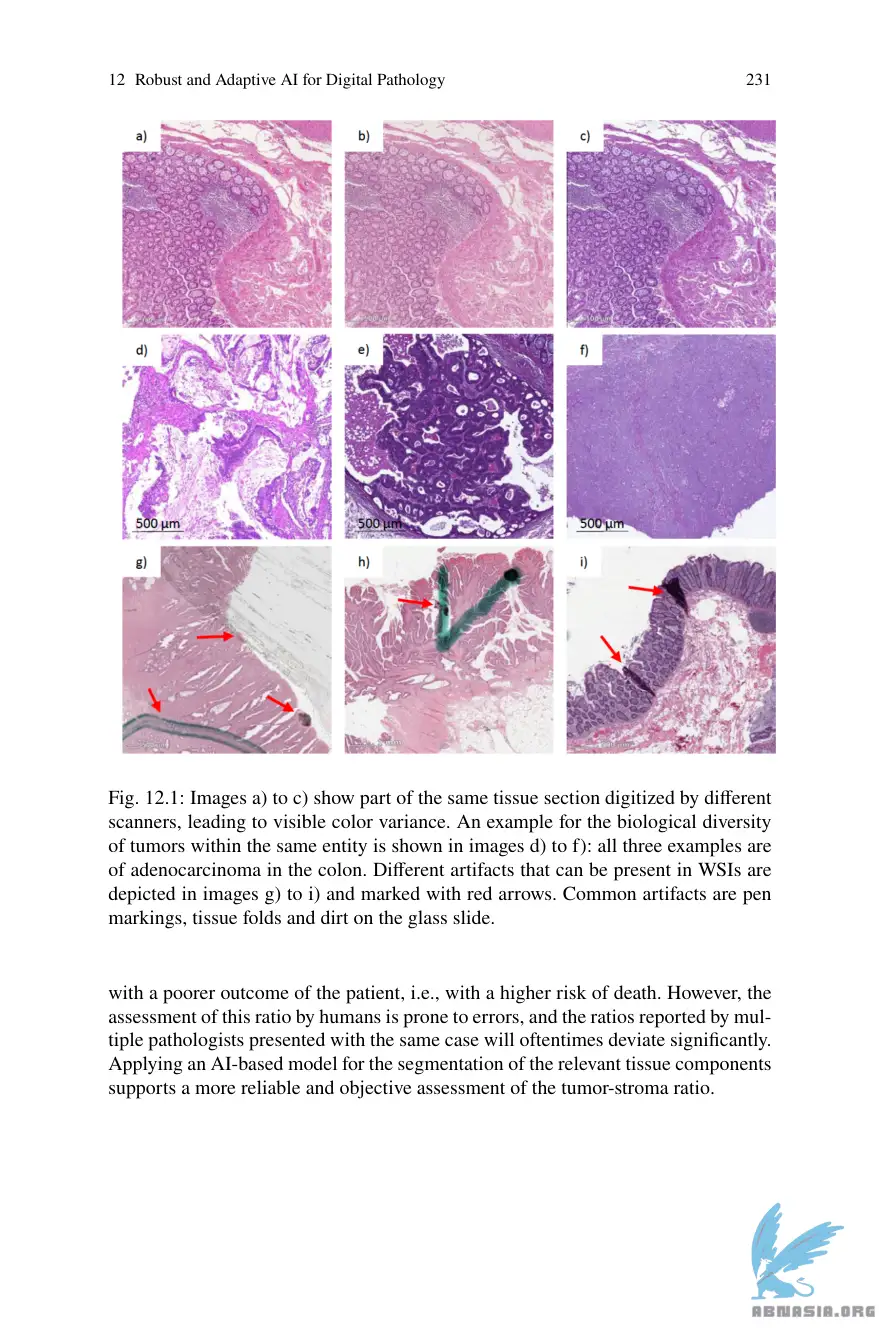 12 Robust and Adaptive AI for Digital Pathology 231
a) b) c)
d) e) f)
500 µm 500 µm 500 µm
g) h) i)
Fig. 12.1: Images a) to c) show part of the same tissue section digitized by different
scanners, leading to visible color variance. An example for the biological diversity
of tumors within the same entity is shown in images d) to f): all three examples are
of adenocarcinoma in the colon. Different artifacts that can be present in WSIs are
depicted in images g) to i) and marked with red arrows. Common artifacts are pen
markings, tissue folds and dirt on the glass slide.
with a poorer outcome of the patient, i.e., with a higher risk of death. However, the
assessment of this ratio by humans is prone to errors, and the ratios reported by mul-
tiple pathologists presented with the same case will oftentimes deviate significantly.
Applying an AI-based model for the segmentation of the relevant tissue components
supports a more reliable and objective assessment of the tumor-stroma ratio.
ABNASIA.ORG